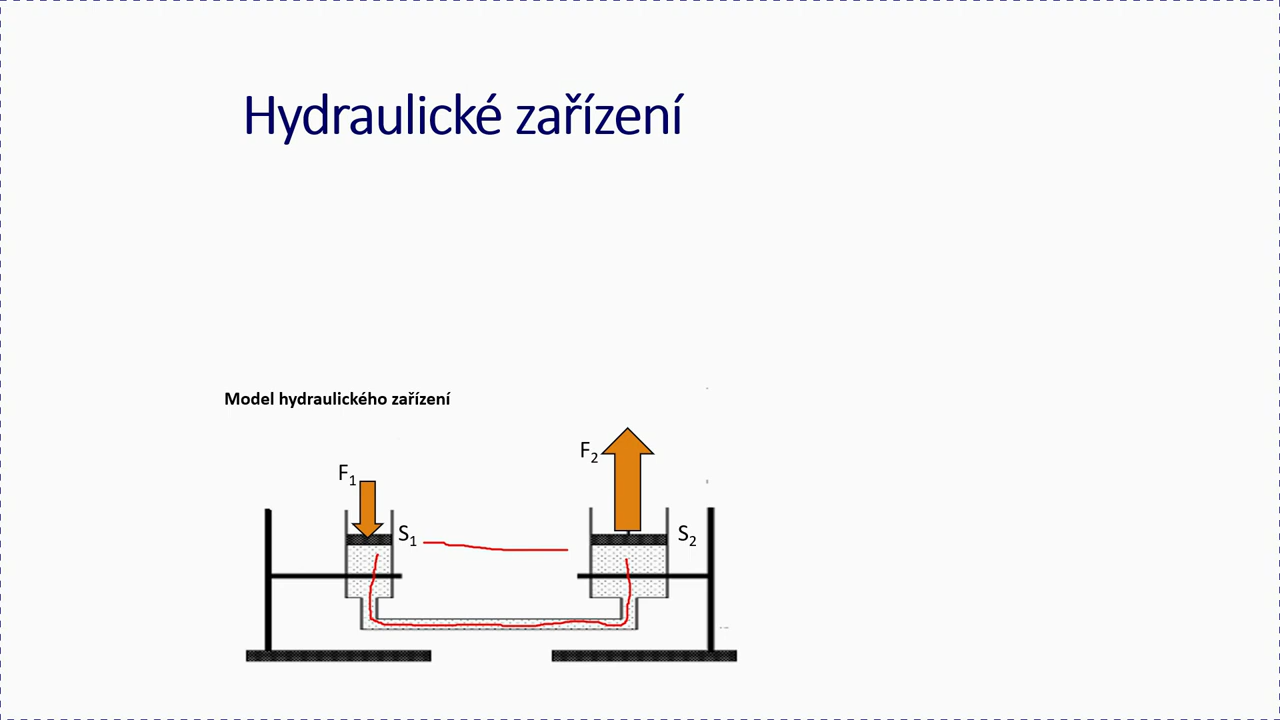 Hydraulické zařízení
Model hydraulického zařízení
F₂
F₁
S₁
S₂